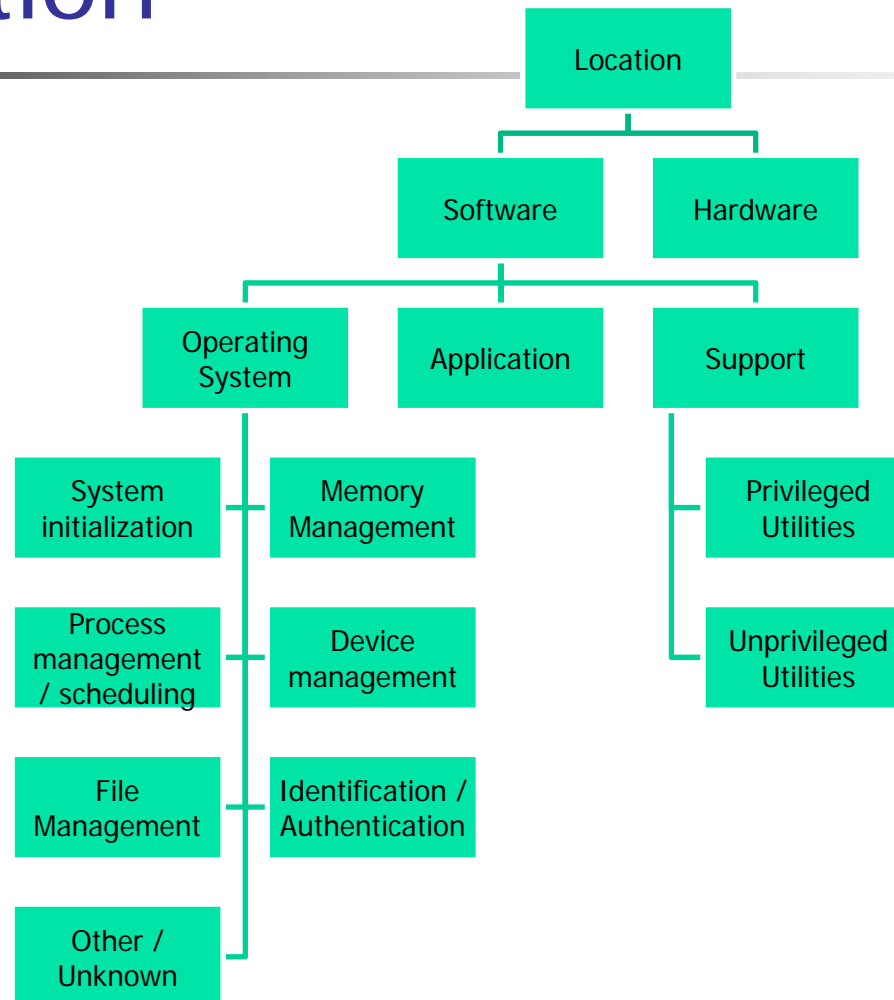 Location
Software
Hardware
Operating
System
Application
Support
System
initialization
Memory
Management
Privileged
Utilities
Process
management
/ scheduling
Device
management
Unprivileged
Utilities
File
Management
Identification /
Authentication
Other /
Unknown